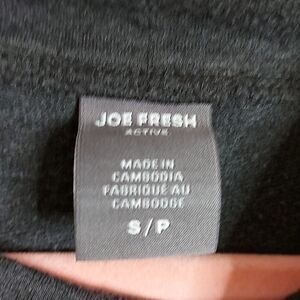 JOE FRESH
ACTIVE
MADE IN
CAMBODIA
FABRIQUÉ AU
CAMBODGE
S/P